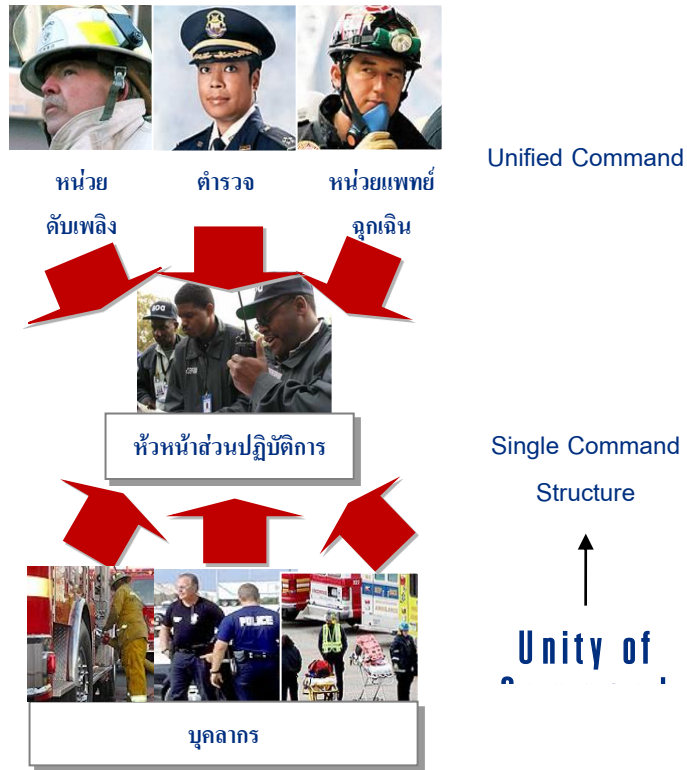 Unified Command
หน่วย
ดับเพลิง
ตำรวจ
หน่วยแพทย์
ฉุกเฉิน
ห้วหน้าส่วนปฏิบัติการ
Single Command
Structure
Unity of
POLICE
บุคลากร